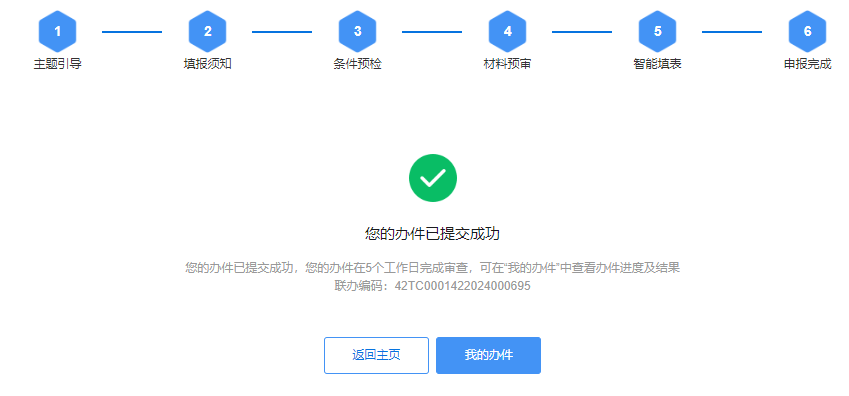 1 2 3 4 5 6
主题引导 填报须知 条件预检 材料预审 智能填表 申报完成
您的办件已提交成功
您的办件已提交成功，您的办件在5个工作日完成审查，可在“我的办件”中查看办件进度及结果
联办编码：42TC0001422024000695
返回主页 我的办件